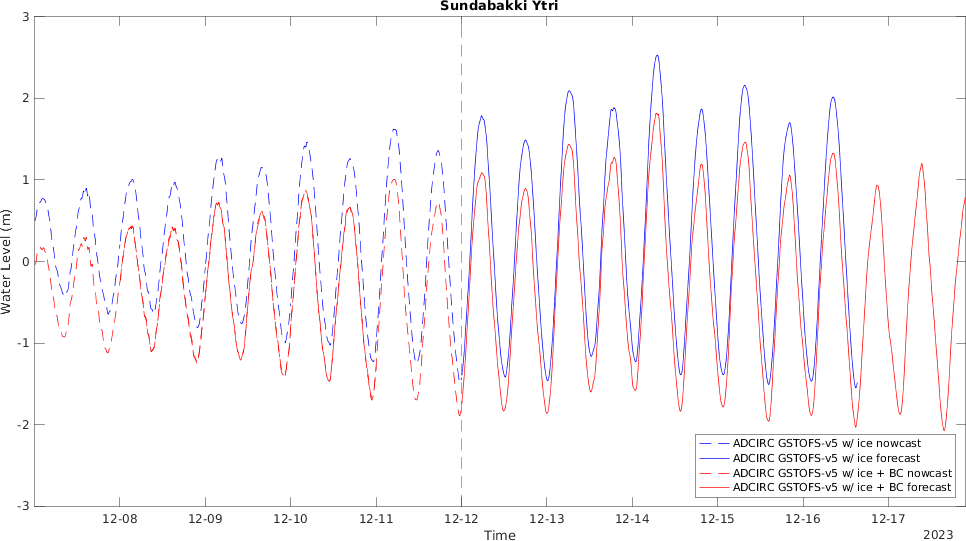 Sundabakki Ytri
3
2
1
0
-1
-2
-3
Water Level (m)
12-08
12-09
12-10
12-11
12-12
12-13
12-14
12-15
12-16
12-17
Time
2023
ADCIRC GSTOFS-v5 w/ ice nowcast
ADCIRC GSTOFS-v5 w/ ice forecast
ADCIRC GSTOFS-v5 w/ ice + BC nowcast
ADCIRC GSTOFS-v5 w/ ice + BC forecast